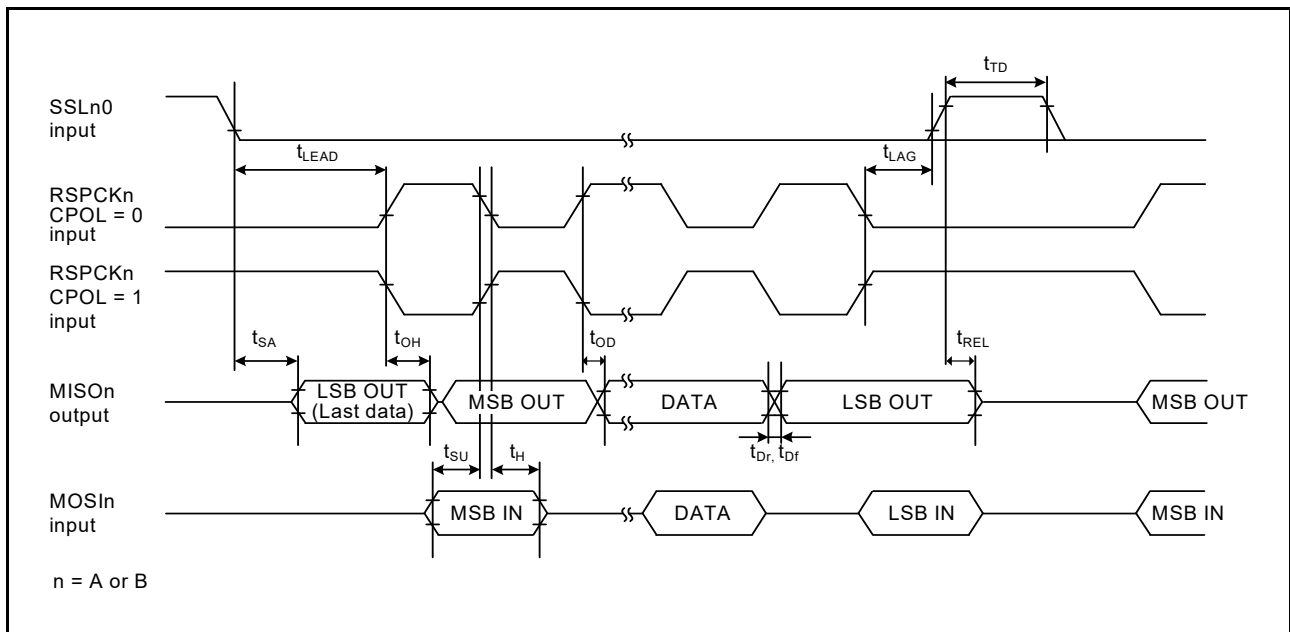 tTD
SSLn0
input
tLEAD
tLAG
RSPCKn
CPOL = 0
input
RSPCKn
CPOL = 1
input
tSA
tOH
tOD
tREL
MISOn
output
LSB OUT
(Last data)
MSB OUT
DATA
LSB OUT
MSB OUT
tSU
tH
tDr, tDf
MOSIn
input
MSB IN
DATA
LSB IN
MSB IN
n = A or B